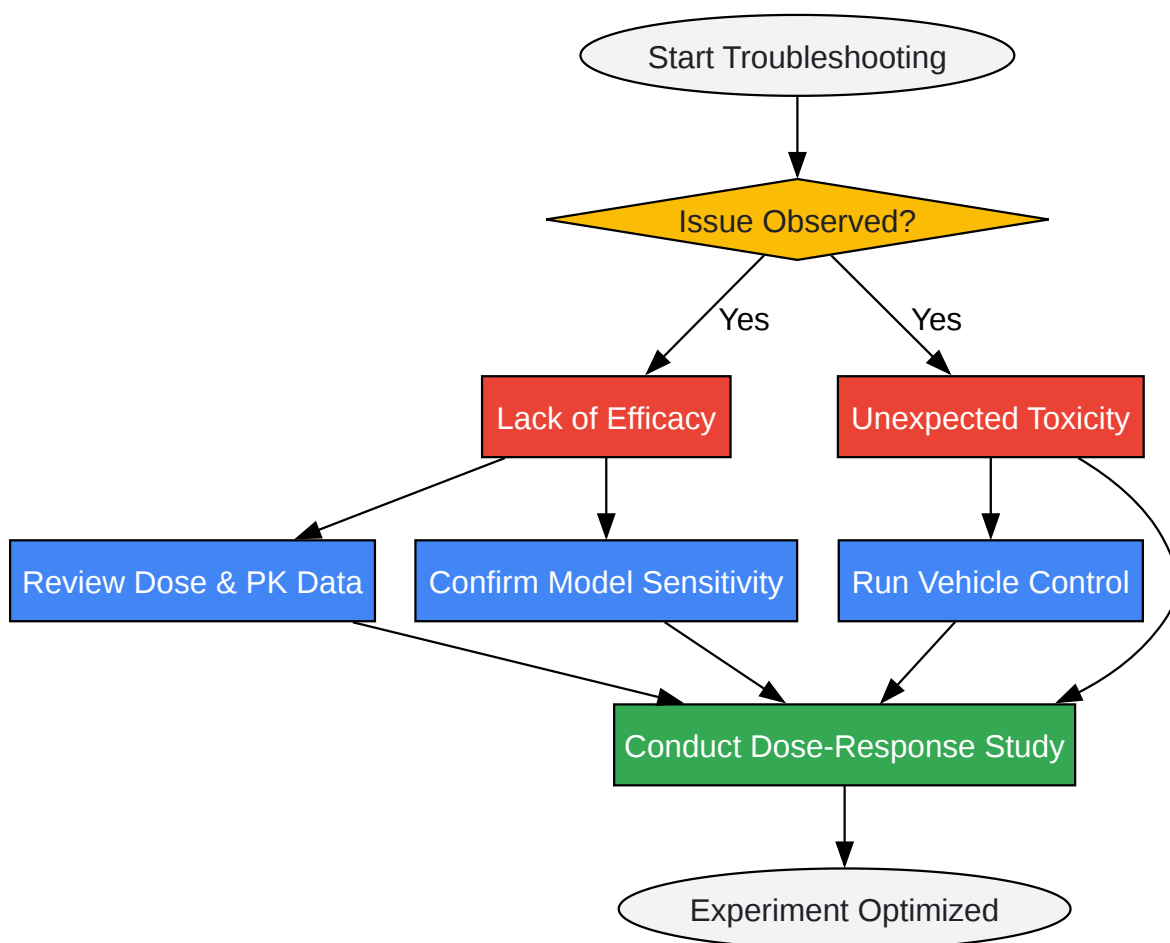 Start Troubleshooting
Issue Observed?
Yes
Yes
Lack of Efficacy
Unexpected Toxicity
Review Dose & PK Data
Confirm Model Sensitivity
Run Vehicle Control
Conduct Dose-Response Study
Experiment Optimized